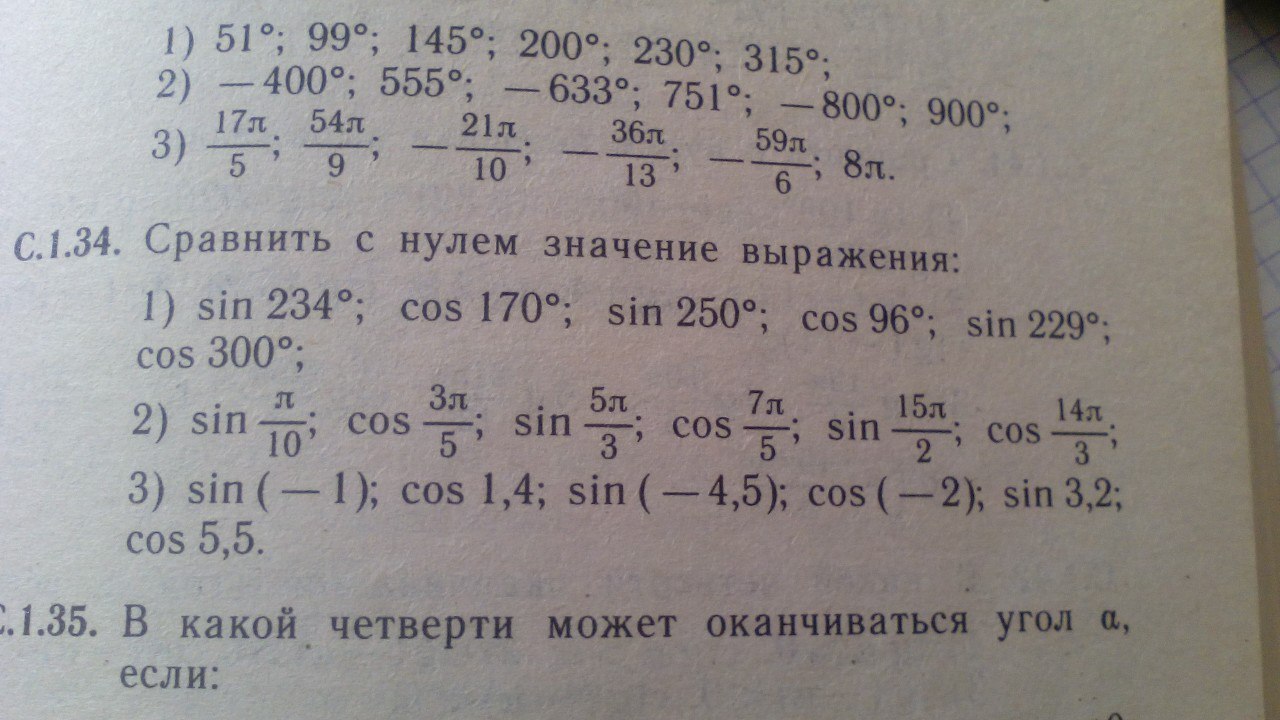 1) 51°; 99°; 145°; 200°; 230°; 315°;
2) —400°; 555°; —633°; 751°; —800°; 900°;
3) 17π/5; 54π/9; —21π/10; —36π/13; —59π/6; 8π.
С.1.34. Сравнить с нулем значение выражения:
1) sin 234°; cos 170°; sin 250°; cos 96°; sin 229°;
cos 300°;
2) sin π/10; cos 3π/5; sin 5π/3; cos 7π/5; sin 15π/2; cos 14π/3;
3) sin (—1); cos 1,4; sin (—4,5); cos (—2); sin 3,2;
cos 5,5.
С.1.35. В какой четверти может оканчиваться угол α,
если: